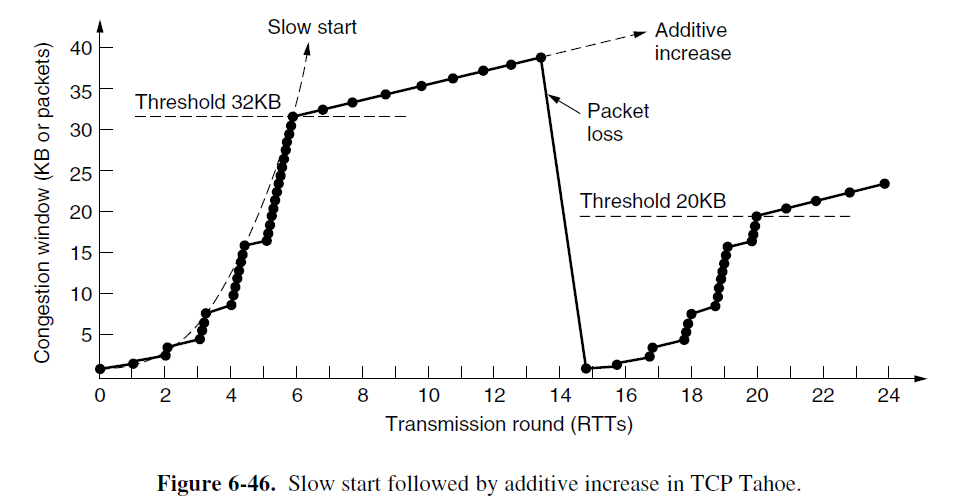 Slow start
Additive
increase
40
35
30
25
20
15
10
5
Congestion window (KB or packets)
Threshold 32KB
Packet
loss
Threshold 20KB
0 2 4 6 8 10 12 14 16 18 20 22 24
Transmission round (RTTs)
Figure 6-46. Slow start followed by additive increase in TCP Tahoe.